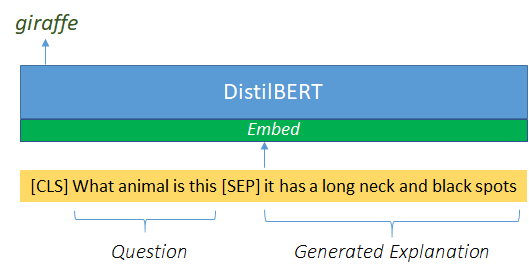 giraffe
DistilBERT
Embed
[CLS] What animal is this [SEP] it has a long neck and black spots
Question
Generated Explanation